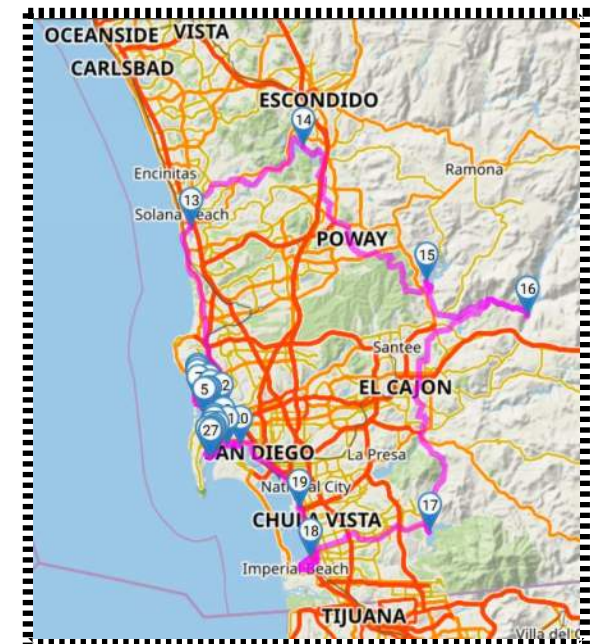 OCEANSIDE VISTA
CARLSBAD
ESCONDIDO
14
Encinitas
Ramona
13
Solana Beach
POWAY
15
16
Santee
5
2
EL CAJON
10
27
SAN DIEGO
La Presa
19
National City
17
CHULA VISTA
18
Imperial Beach
TIJUANA